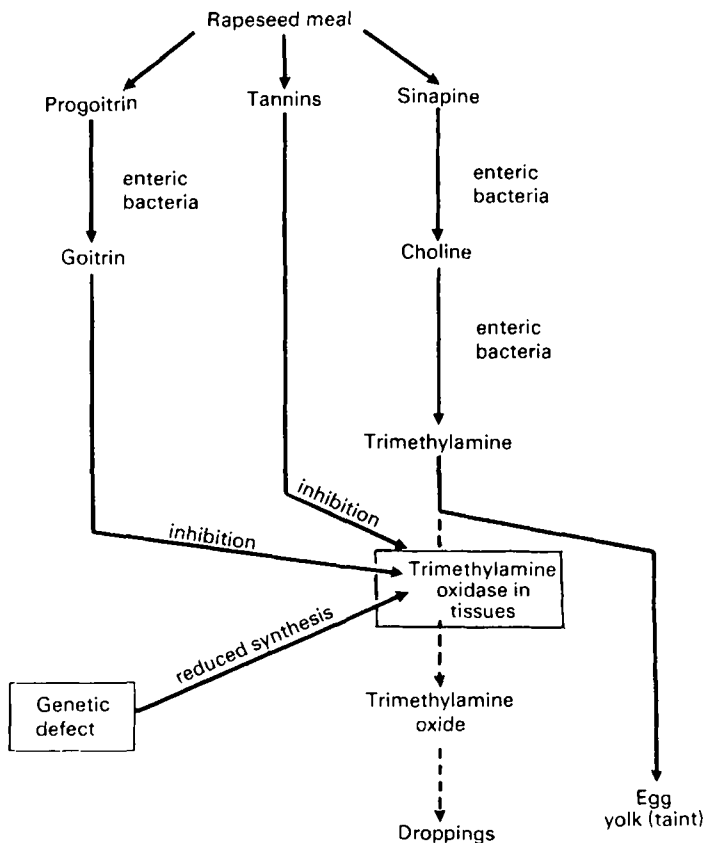 Rapeseed meal
Progoitrin
Tannins
Sinapine
enteric
bacteria
enteric
bacteria
Goitrin
Choline
enteric
bacteria
Trimethylamine
inhibition
inhibition
Trimethylamine
oxidase in
tissues
reduced synthesis
Genetic
defect
Trimethylamine
oxide
Egg
yolk (taint)
Droppings